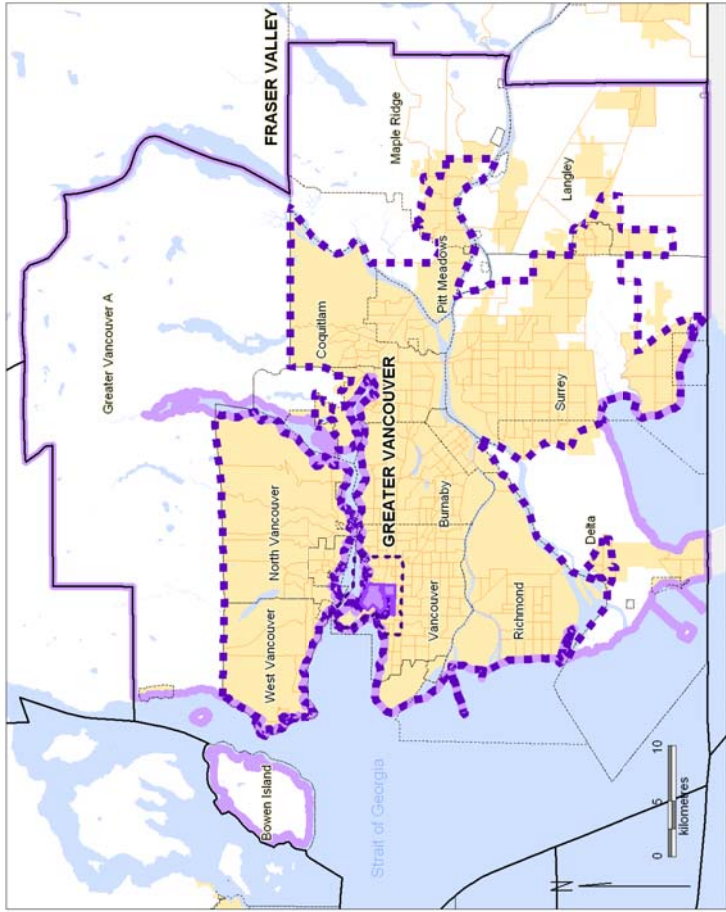 Greater Vancouver A
FRASER VALLEY
Maple Ridge
Coquitlam
Pitt Meadows
Langley
North Vancouver
West Vancouver
GREATER VANCOUVER
Burnaby
Surrey
Vancouver
Richmond
Delta
Bowen Island
Strait of Georgia
N
0 5 10
kilometres